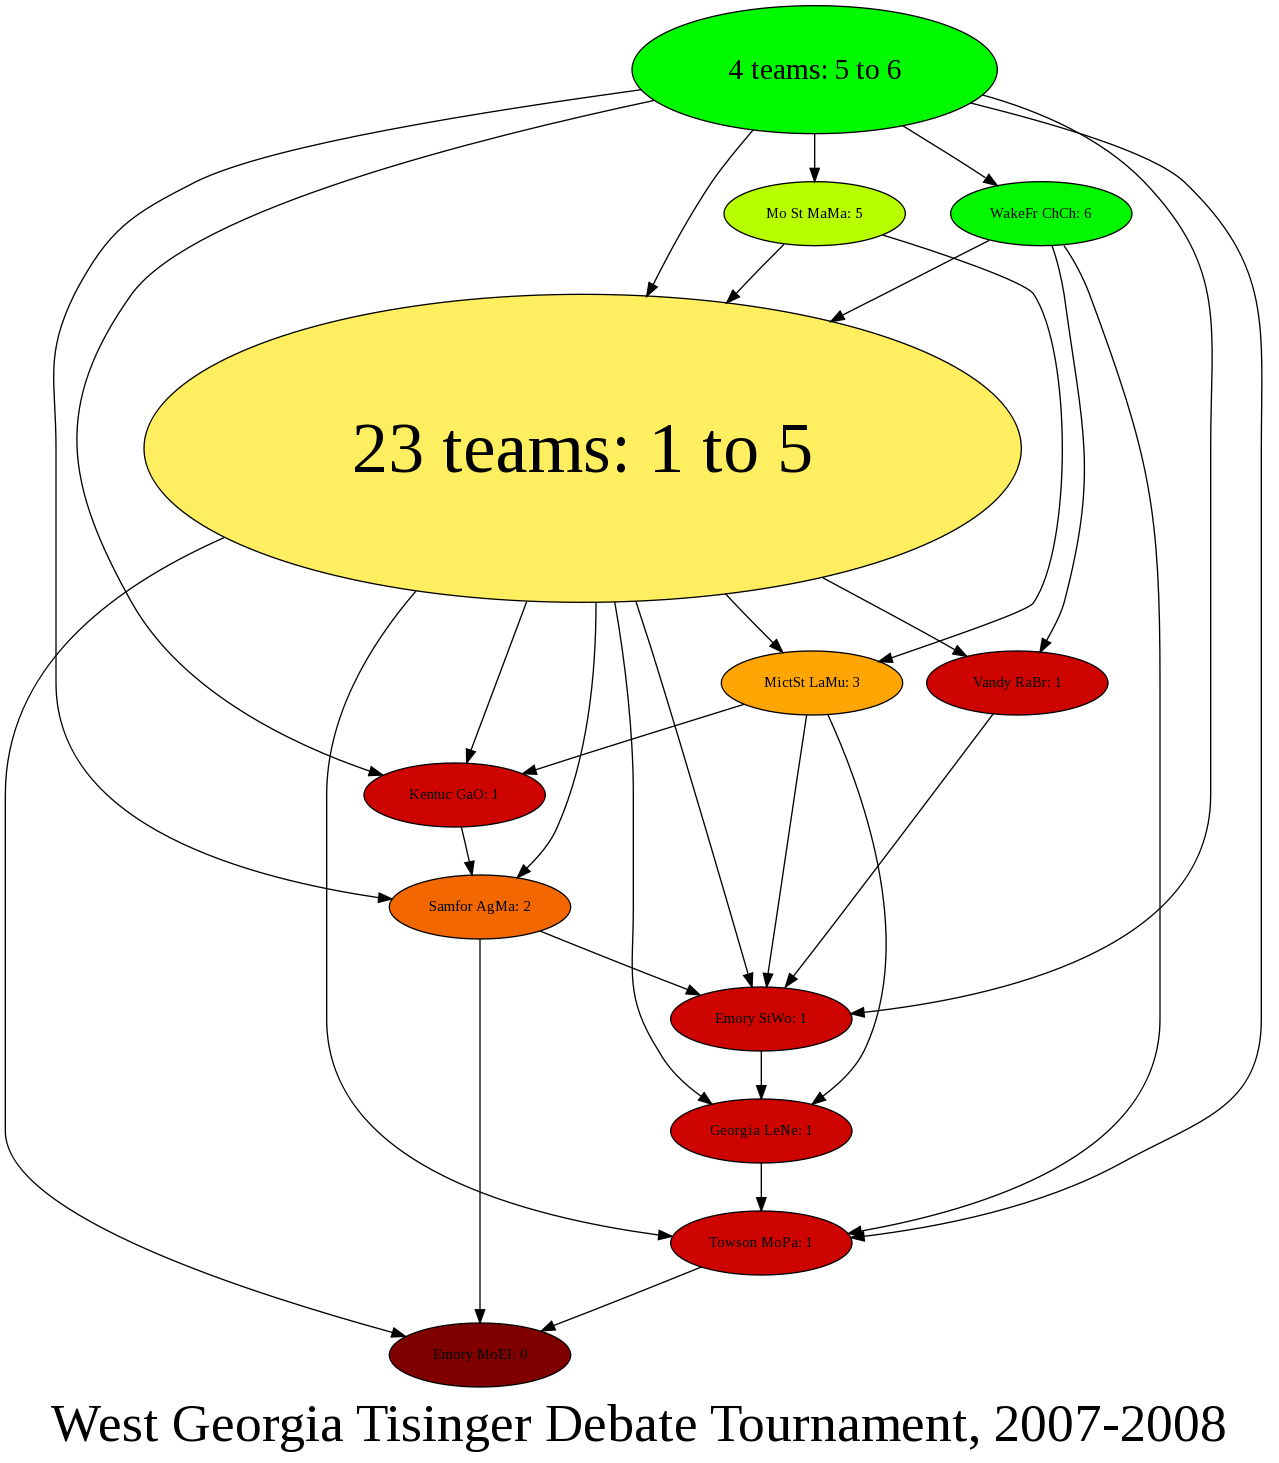 4 teams: 5 to 6
Mo St MaMa: 5
WakeFr ChCh: 6
23 teams: 1 to 5
MictSt LaMu: 3
Vandy RaBr: 1
Kentuc GaO: 1
Samfor AgMa: 2
Emory StWo: 1
Georgia LeNe: 1
Towson MoPa: 1
Emory MoEl: 0
West Georgia Tisinger Debate Tournament, 2007-2008